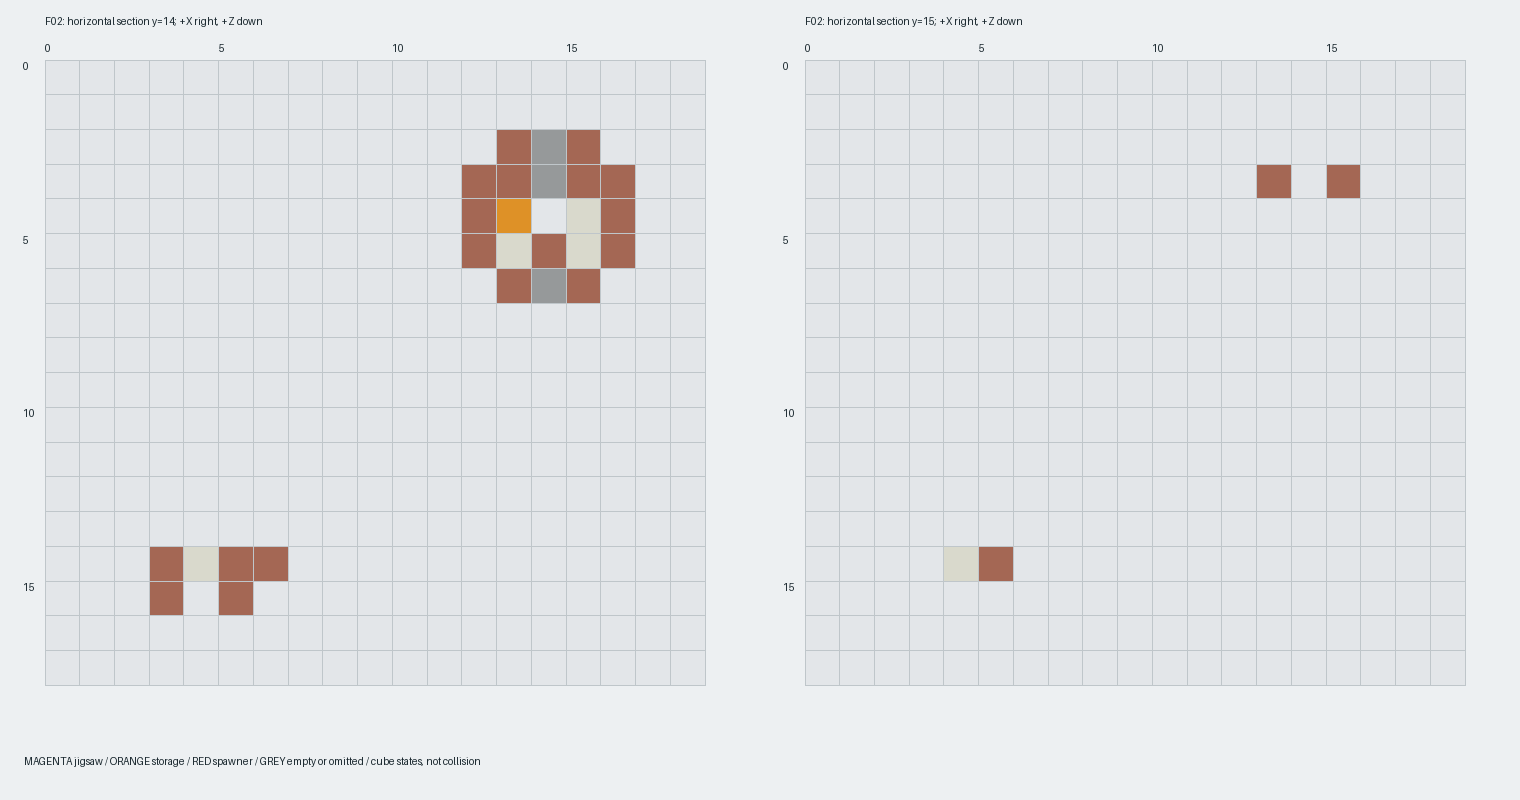 F02: horizontal section y=14; +X right, +Z down
F02: horizontal section y=15; +X right, +Z down
0 5 10 15
0 5 10 15
0 0
5 5
10 10
15 15
MAGENTA jigsaw / ORANGE storage / RED spawner / GREY empty or omitted / cube states, not collision